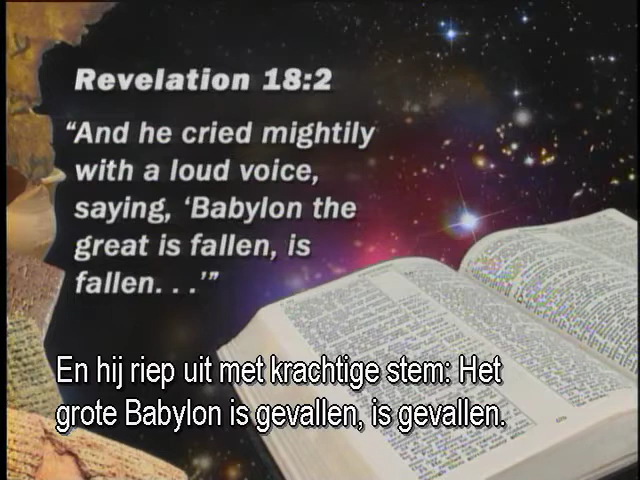 Revelation 18:2
“And he cried mightily
with a loud voice,
saying, ‘Babylon the
great is fallen, is
fallen. . .’”
En hij riep uit met krachtige stem: Het
grote Babylon is gevallen, is gevallen.